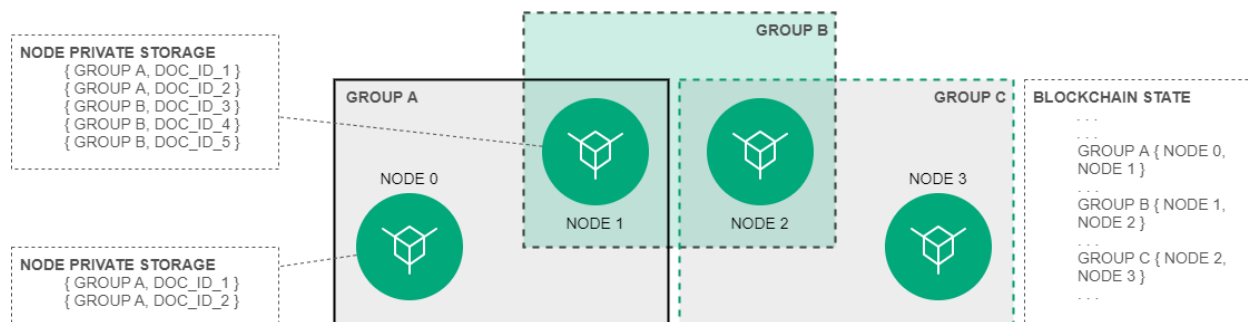 NODE PRIVATE STORAGE
{ GROUP A, DOC_ID_1 }
{ GROUP A, DOC_ID_2 }
{ GROUP B, DOC_ID_3 }
{ GROUP B, DOC_ID_4 }
{ GROUP B, DOC_ID_5 }
NODE PRIVATE STORAGE
{ GROUP A, DOC_ID_1 }
{ GROUP A, DOC_ID_2 }
GROUP A
NODE 0
GROUP B
NODE 1
NODE 2
GROUP C
NODE 3
BLOCKCHAIN STATE
. . .
. . .
GROUP A { NODE 0,
NODE 1 }
. . .
GROUP B { NODE 1,
NODE 2 }
. . .
GROUP C { NODE 2,
NODE 3 }
. . .